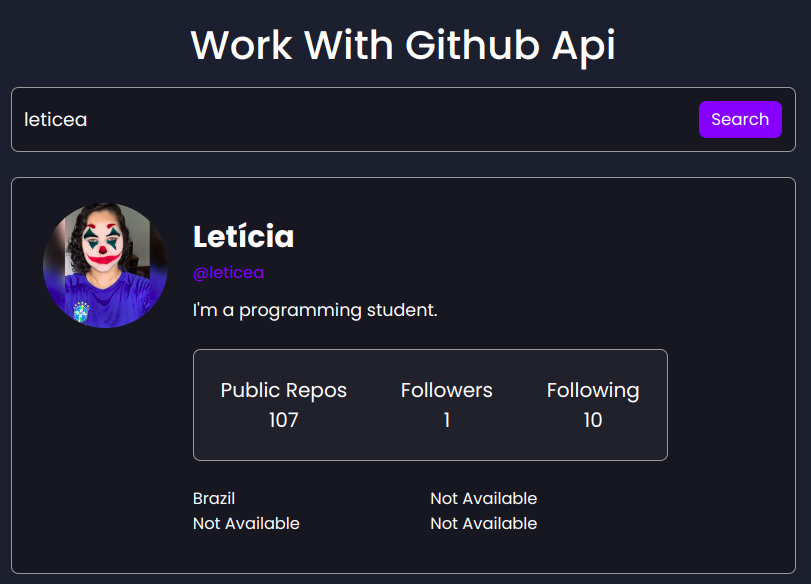 Work With Github Api
leticea Search
Letícia
@leticea
I'm a programming student.
Public Repos Followers Following
107 1 10
Brazil Not Available
Not Available Not Available